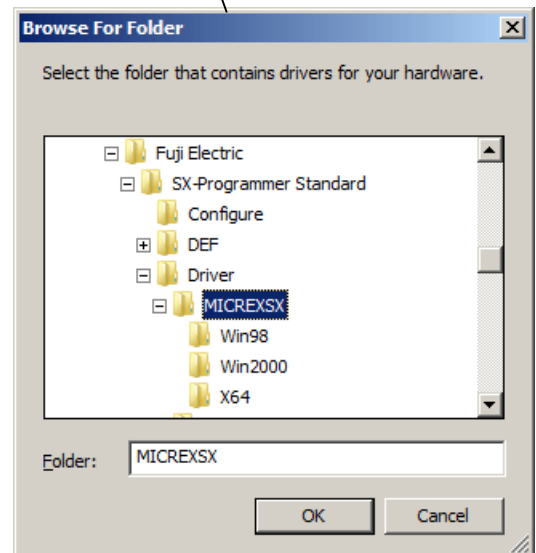 Browse For Folder
Select the folder that contains drivers for your hardware.
Fuji Electric
SX-Programmer Standard
Configure
DEF
Driver
MICREXSX
Win98
Win2000
X64
Folder: MICREXSX
OK Cancel